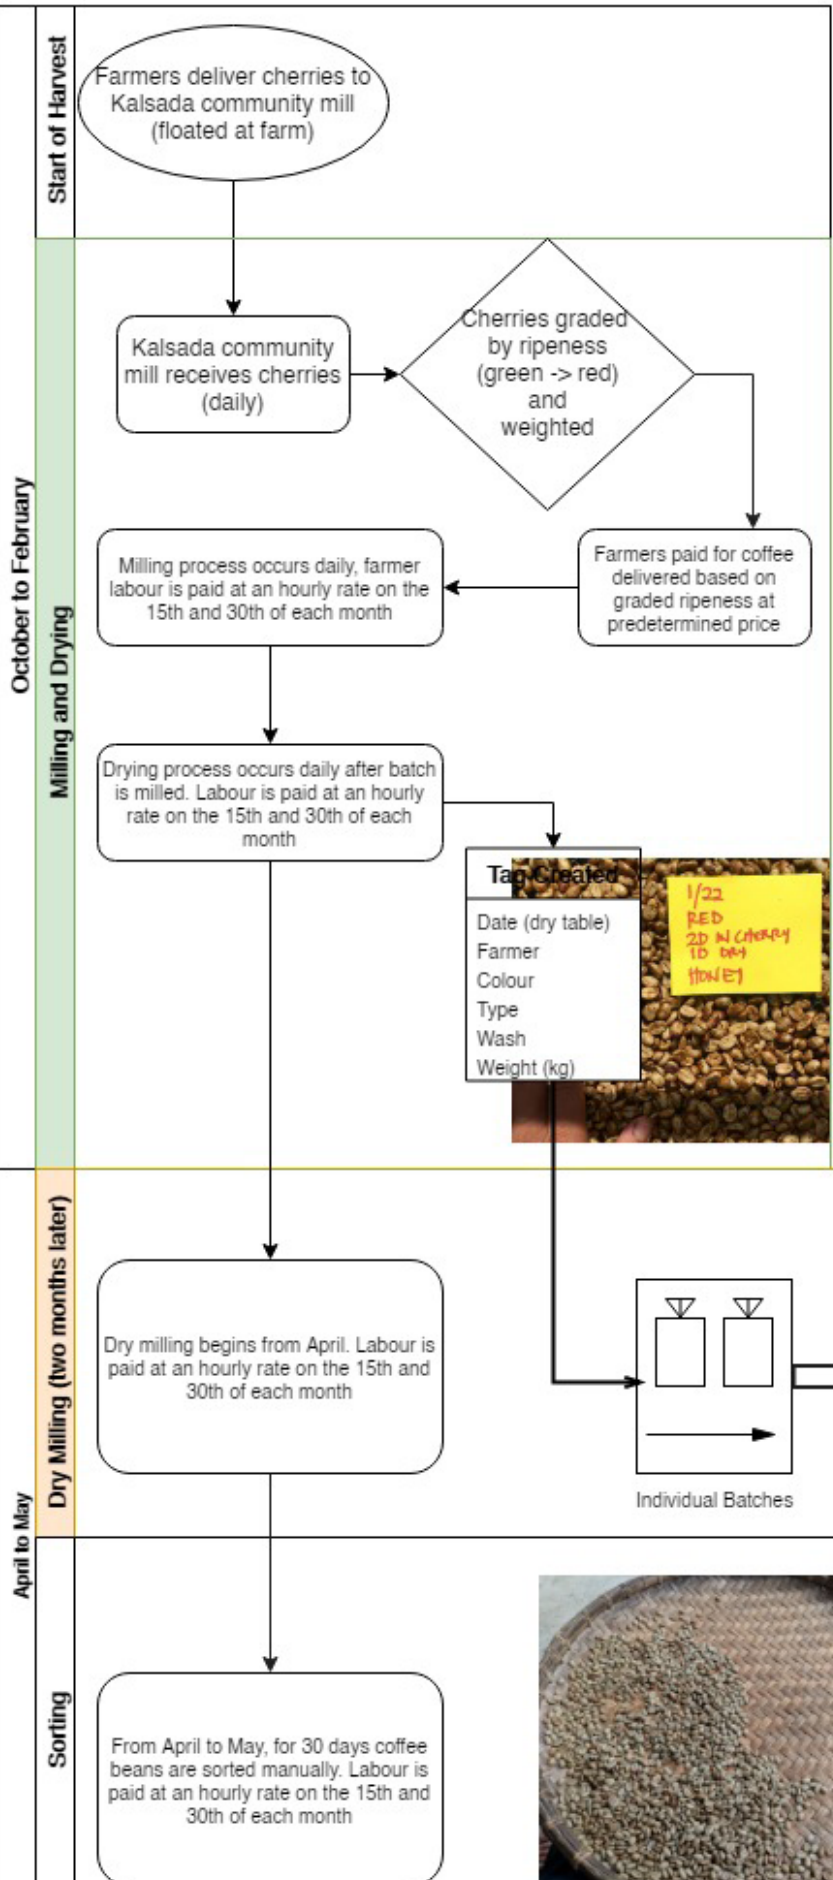 Start of Harvest
Farmers deliver cherries to
Kalsada community mill
(floated at farm)
October to February
Milling and Drying
Kalsada community
mill receives cherries
(daily)
Cherries graded
by ripeness
(green -> red)
and
weighted
Farmers paid for coffee
delivered based on
graded ripeness at
predetermined price
Milling process occurs daily, farmer
labour is paid at an hourly rate on the
15th and 30th of each month
Drying process occurs daily after batch
is milled. Labour is paid at an hourly
rate on the 15th and 30th of each
month
Tag Created
Date (dry table)
Farmer
Colour
Type
Wash
Weight (kg)
1/22
RED
2D IN CHERRY
1D DRY
HONEY
April to May
Dry Milling (two months later)
Dry milling begins from April. Labour is
paid at an hourly rate on the 15th and
30th of each month
Individual Batches
Sorting
From April to May, for 30 days coffee
beans are sorted manually. Labour is
paid at an hourly rate on the 15th and
30th of each month